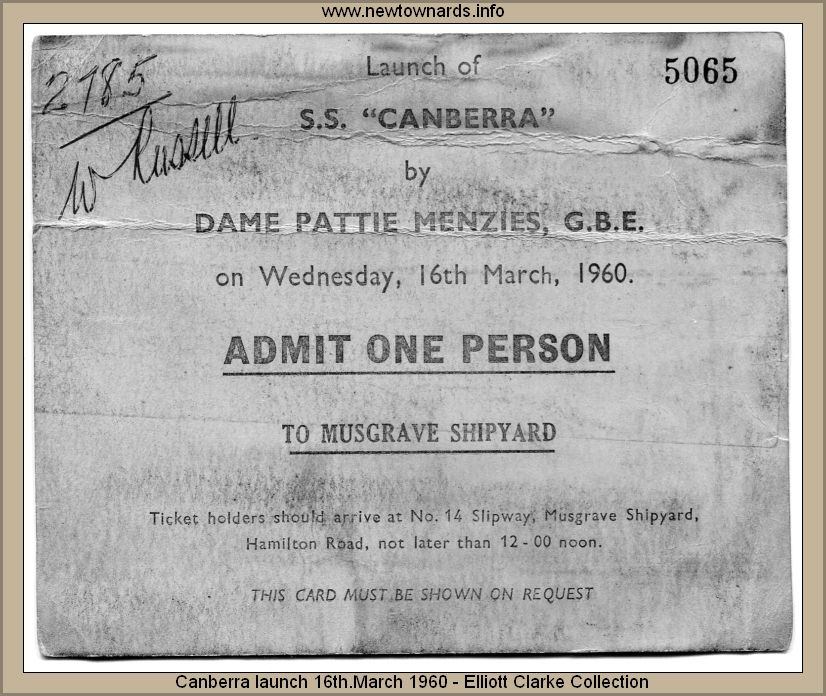 www.newtownards.info
2785
W Russell
Launch of
5065
S.S. "CANBERRA"
by
DAME PATTIE MENZIES, G.B.E.
on Wednesday, 16th March, 1960.
ADMIT ONE PERSON
TO MUSGRAVE SHIPYARD
Ticket holders should arrive at No. 14 Slipway, Musgrave Shipyard,
Hamilton Road, not later than 12-00 noon.
THIS CARD MUST BE SHOWN ON REQUEST
Canberra launch 16th.March 1960 - Elliott Clarke Collection